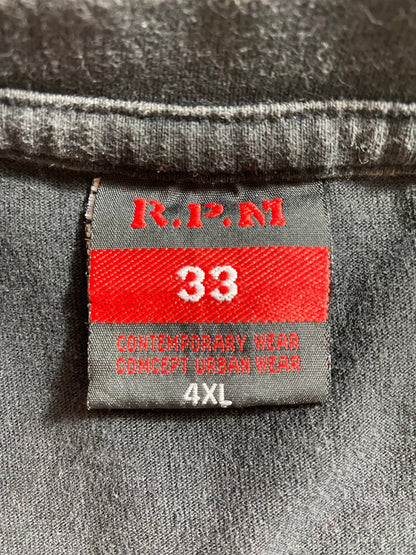 R.P.M
33
CONTEMPORARY WEAR
CONCEPT URBAN WEAR
4XL